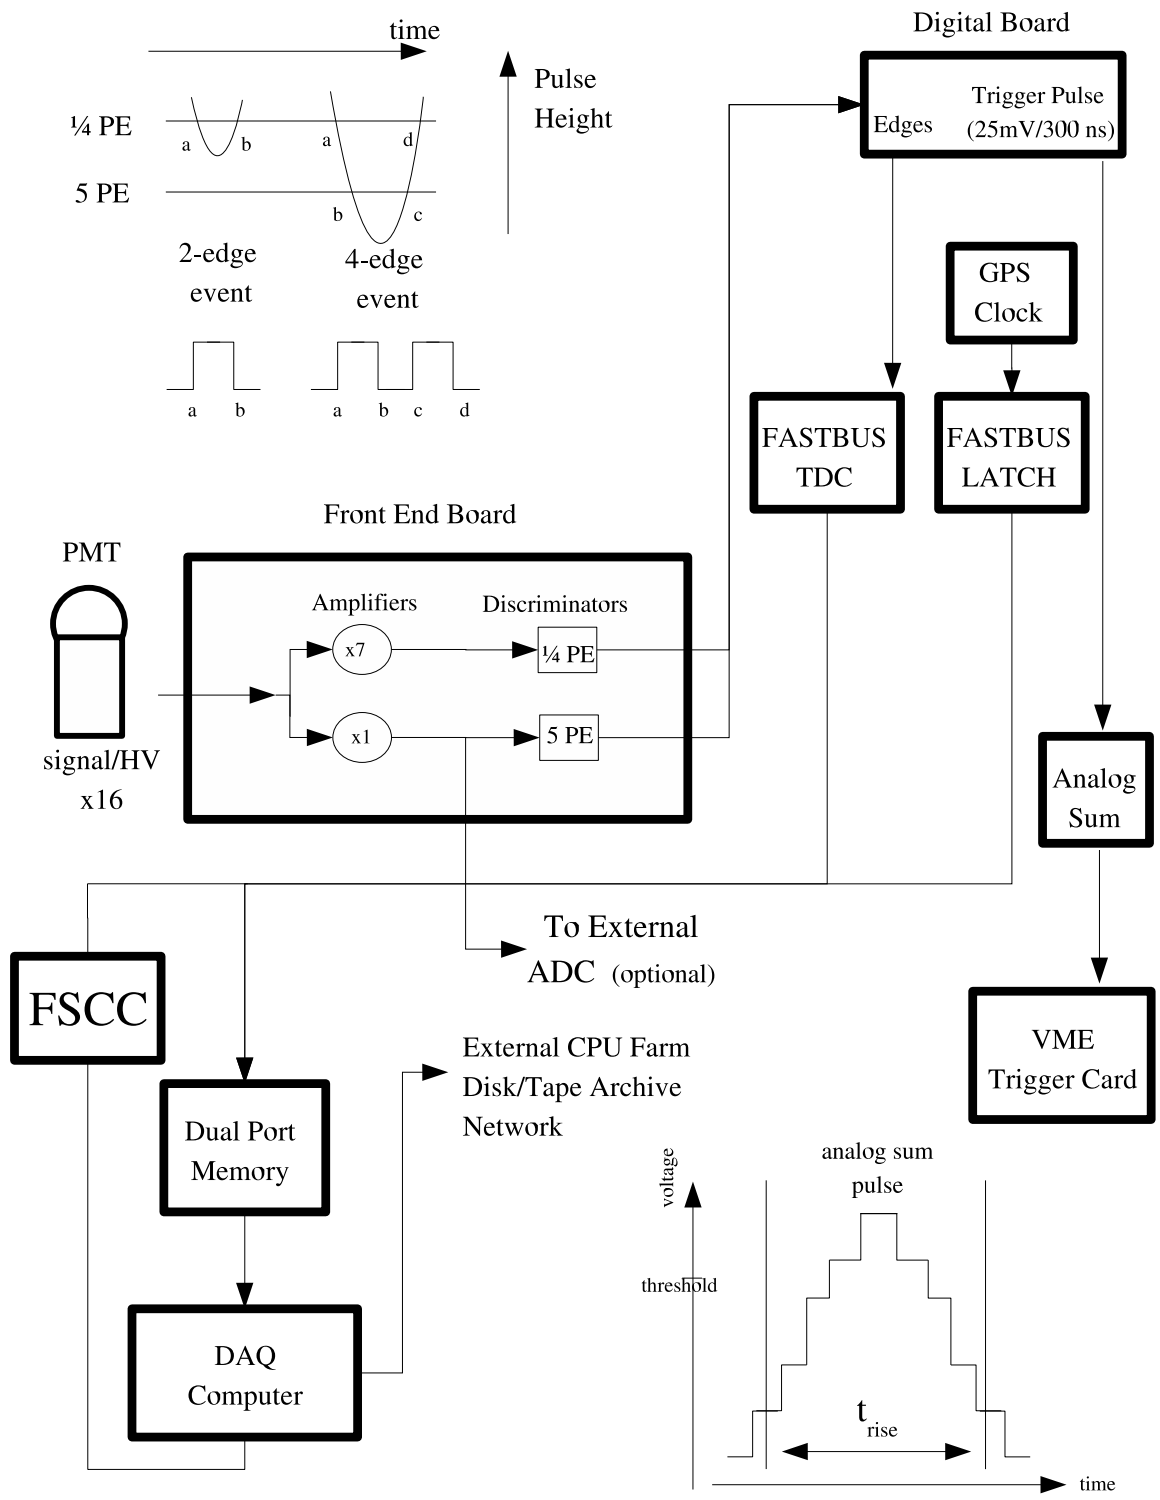 time
Pulse
Height
¼ PE
a
b
a
d
5 PE
b
c
2-edge
event
4-edge
event
a
b
a
b
c
d
Digital Board
Trigger Pulse
Edges
(25mV/300 ns)
GPS
Clock
FASTBUS
TDC
FASTBUS
LATCH
Front End Board
PMT
signal/HV
x16
Amplifiers
Discriminators
x7
¼ PE
x1
5 PE
Analog
Sum
To External
ADC (optional)
FSCC
VME
Trigger Card
External CPU Farm
Disk/Tape Archive
Network
Dual Port
Memory
DAQ
Computer
analog sum
pulse
voltage
threshold
t rise
time